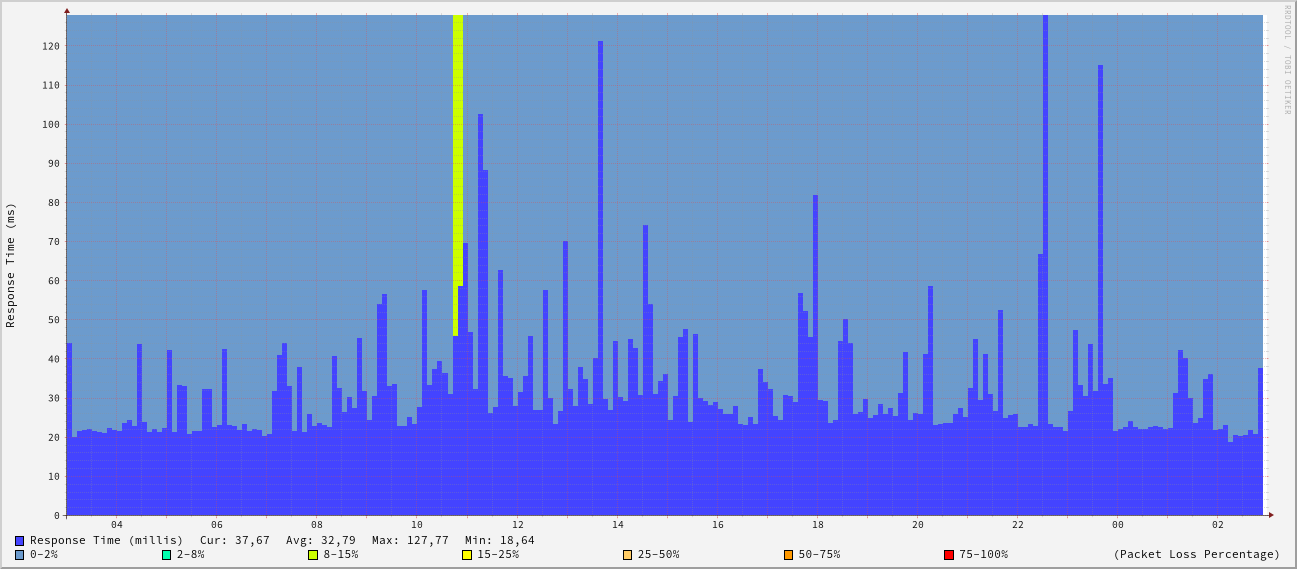 RRDTOOL / TOBI OETIKER
Response Time (ms)
120
110
100
90
80
70
60
50
40
30
20
10
0
04 06 08 10 12 14 16 18 20 22 00 02
Response Time (millis) Cur: 37,67 Avg: 32,79 Max: 127,77 Min: 18,64
0-2% 2-8% 8-15% 15-25% 25-50% 50-75% 75-100% (Packet Loss Percentage)